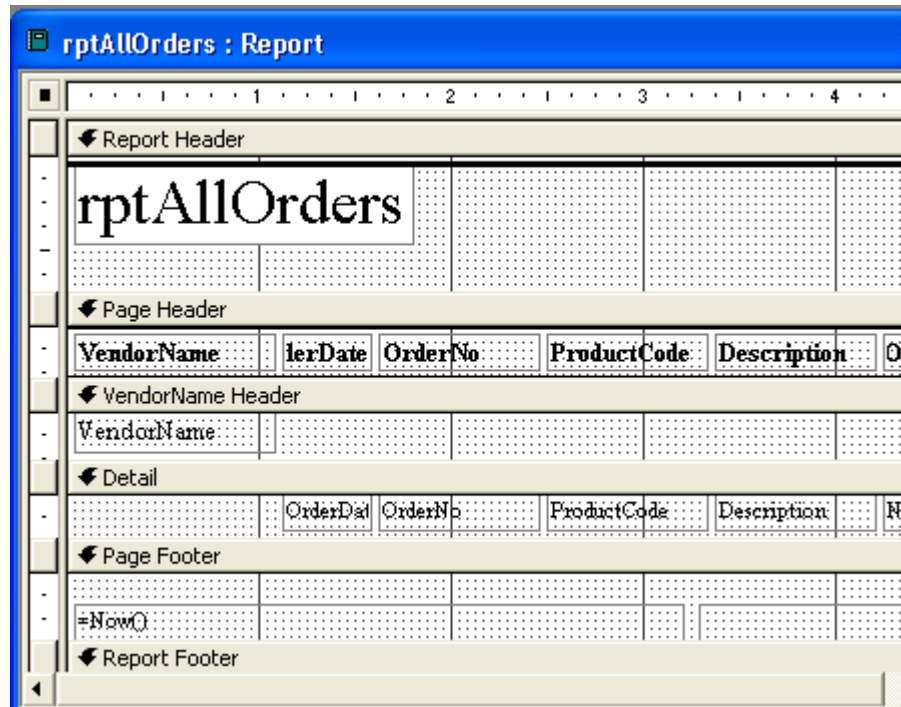 rptAllOrders : Report
1 2 3 4
Report Header
rptAllOrders
Page Header
VendorName lerDate OrderNo ProductCode Description O
VendorName Header
VendorName
Detail
OrderDat OrderNo ProductCode Description N
Page Footer
=Now()
Report Footer